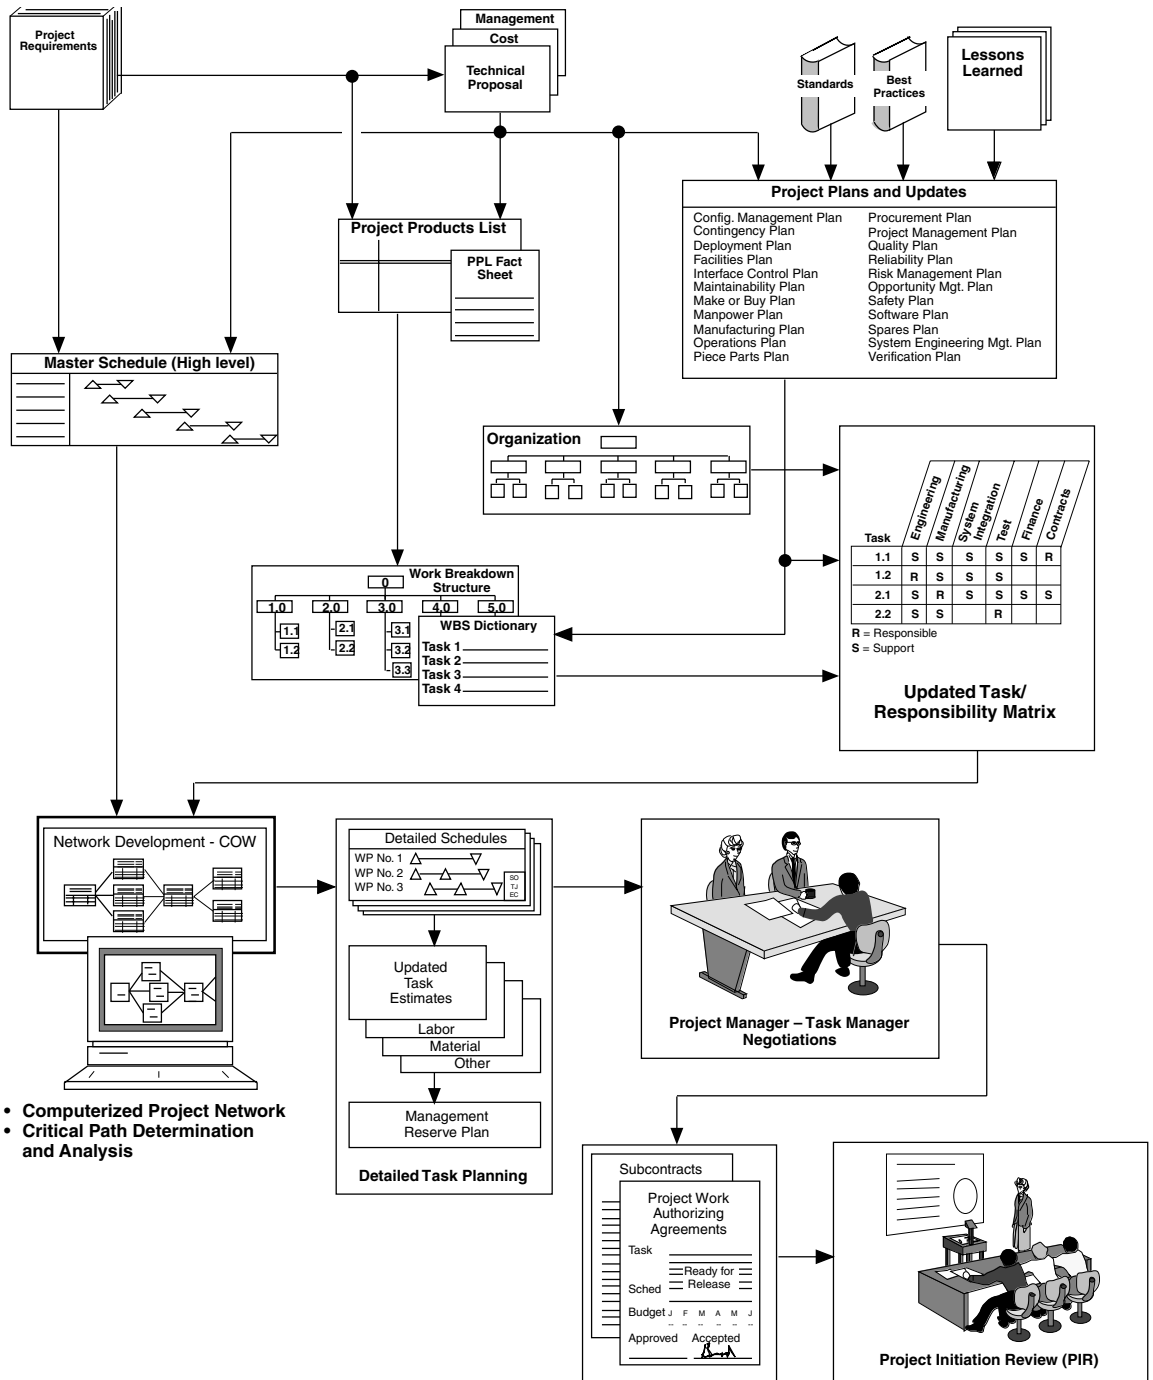 Project
Requirements
Management
Cost
Technical
Proposal
Standards
Best
Practices
Lessons
Learned
Project Plans and Updates
Config. Management Plan
Contingency Plan
Deployment Plan
Facilities Plan
Interface Control Plan
Maintainability Plan
Make or Buy Plan
Manpower Plan
Manufacturing Plan
Operations Plan
Piece Parts Plan
Procurement Plan
Project Management Plan
Quality Plan
Reliability Plan
Risk Management Plan
Opportunity Mgt. Plan
Safety Plan
Software Plan
Spares Plan
System Engineering Mgt. Plan
Verification Plan
Project Products List
PPL Fact
Sheet
Master Schedule (High level)
Organization
Engineering
Manufacturing
System
Integration
Test
Finance
Contracts
Task
1.1 S S S S S R
1.2 R S S S
2.1 S R S S S S
2.2 S S R
R = Responsible
S = Support
Updated Task/
Responsibility Matrix
Work Breakdown
Structure
0
1.0 2.0 3.0 4.0 5.0
1.1
1.2
2.1
2.2
3.1
3.2
3.3
WBS Dictionary
Task 1
Task 2
Task 3
Task 4
Network Development - COW
• Computerized Project Network
• Critical Path Determination
and Analysis
Detailed Schedules
WP No. 1
WP No. 2
WP No. 3
SO
TJ
EC
Updated
Task
Estimates
Labor
Material
Other
Management
Reserve Plan
Detailed Task Planning
Project Manager – Task Manager
Negotiations
Subcontracts
Project Work
Authorizing
Agreements
Task
Ready for
Release
Sched
Budget J F M A M J
Approved Accepted
Project Initiation Review (PIR)